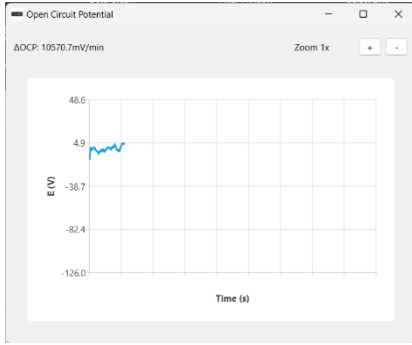 Open Circuit Potential
ΔOCP: 10570.7mV/min
Zoom 1x
+
-
48.6
4.9
-38.7
-82.4
-126.0
E (V)
Time (s)